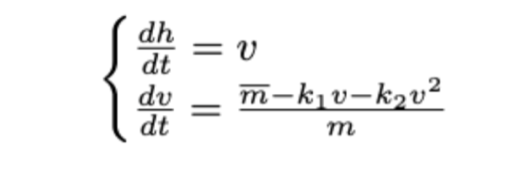 dh/dt = v
dv/dt = (m̅−k₁v−k₂v²)/m